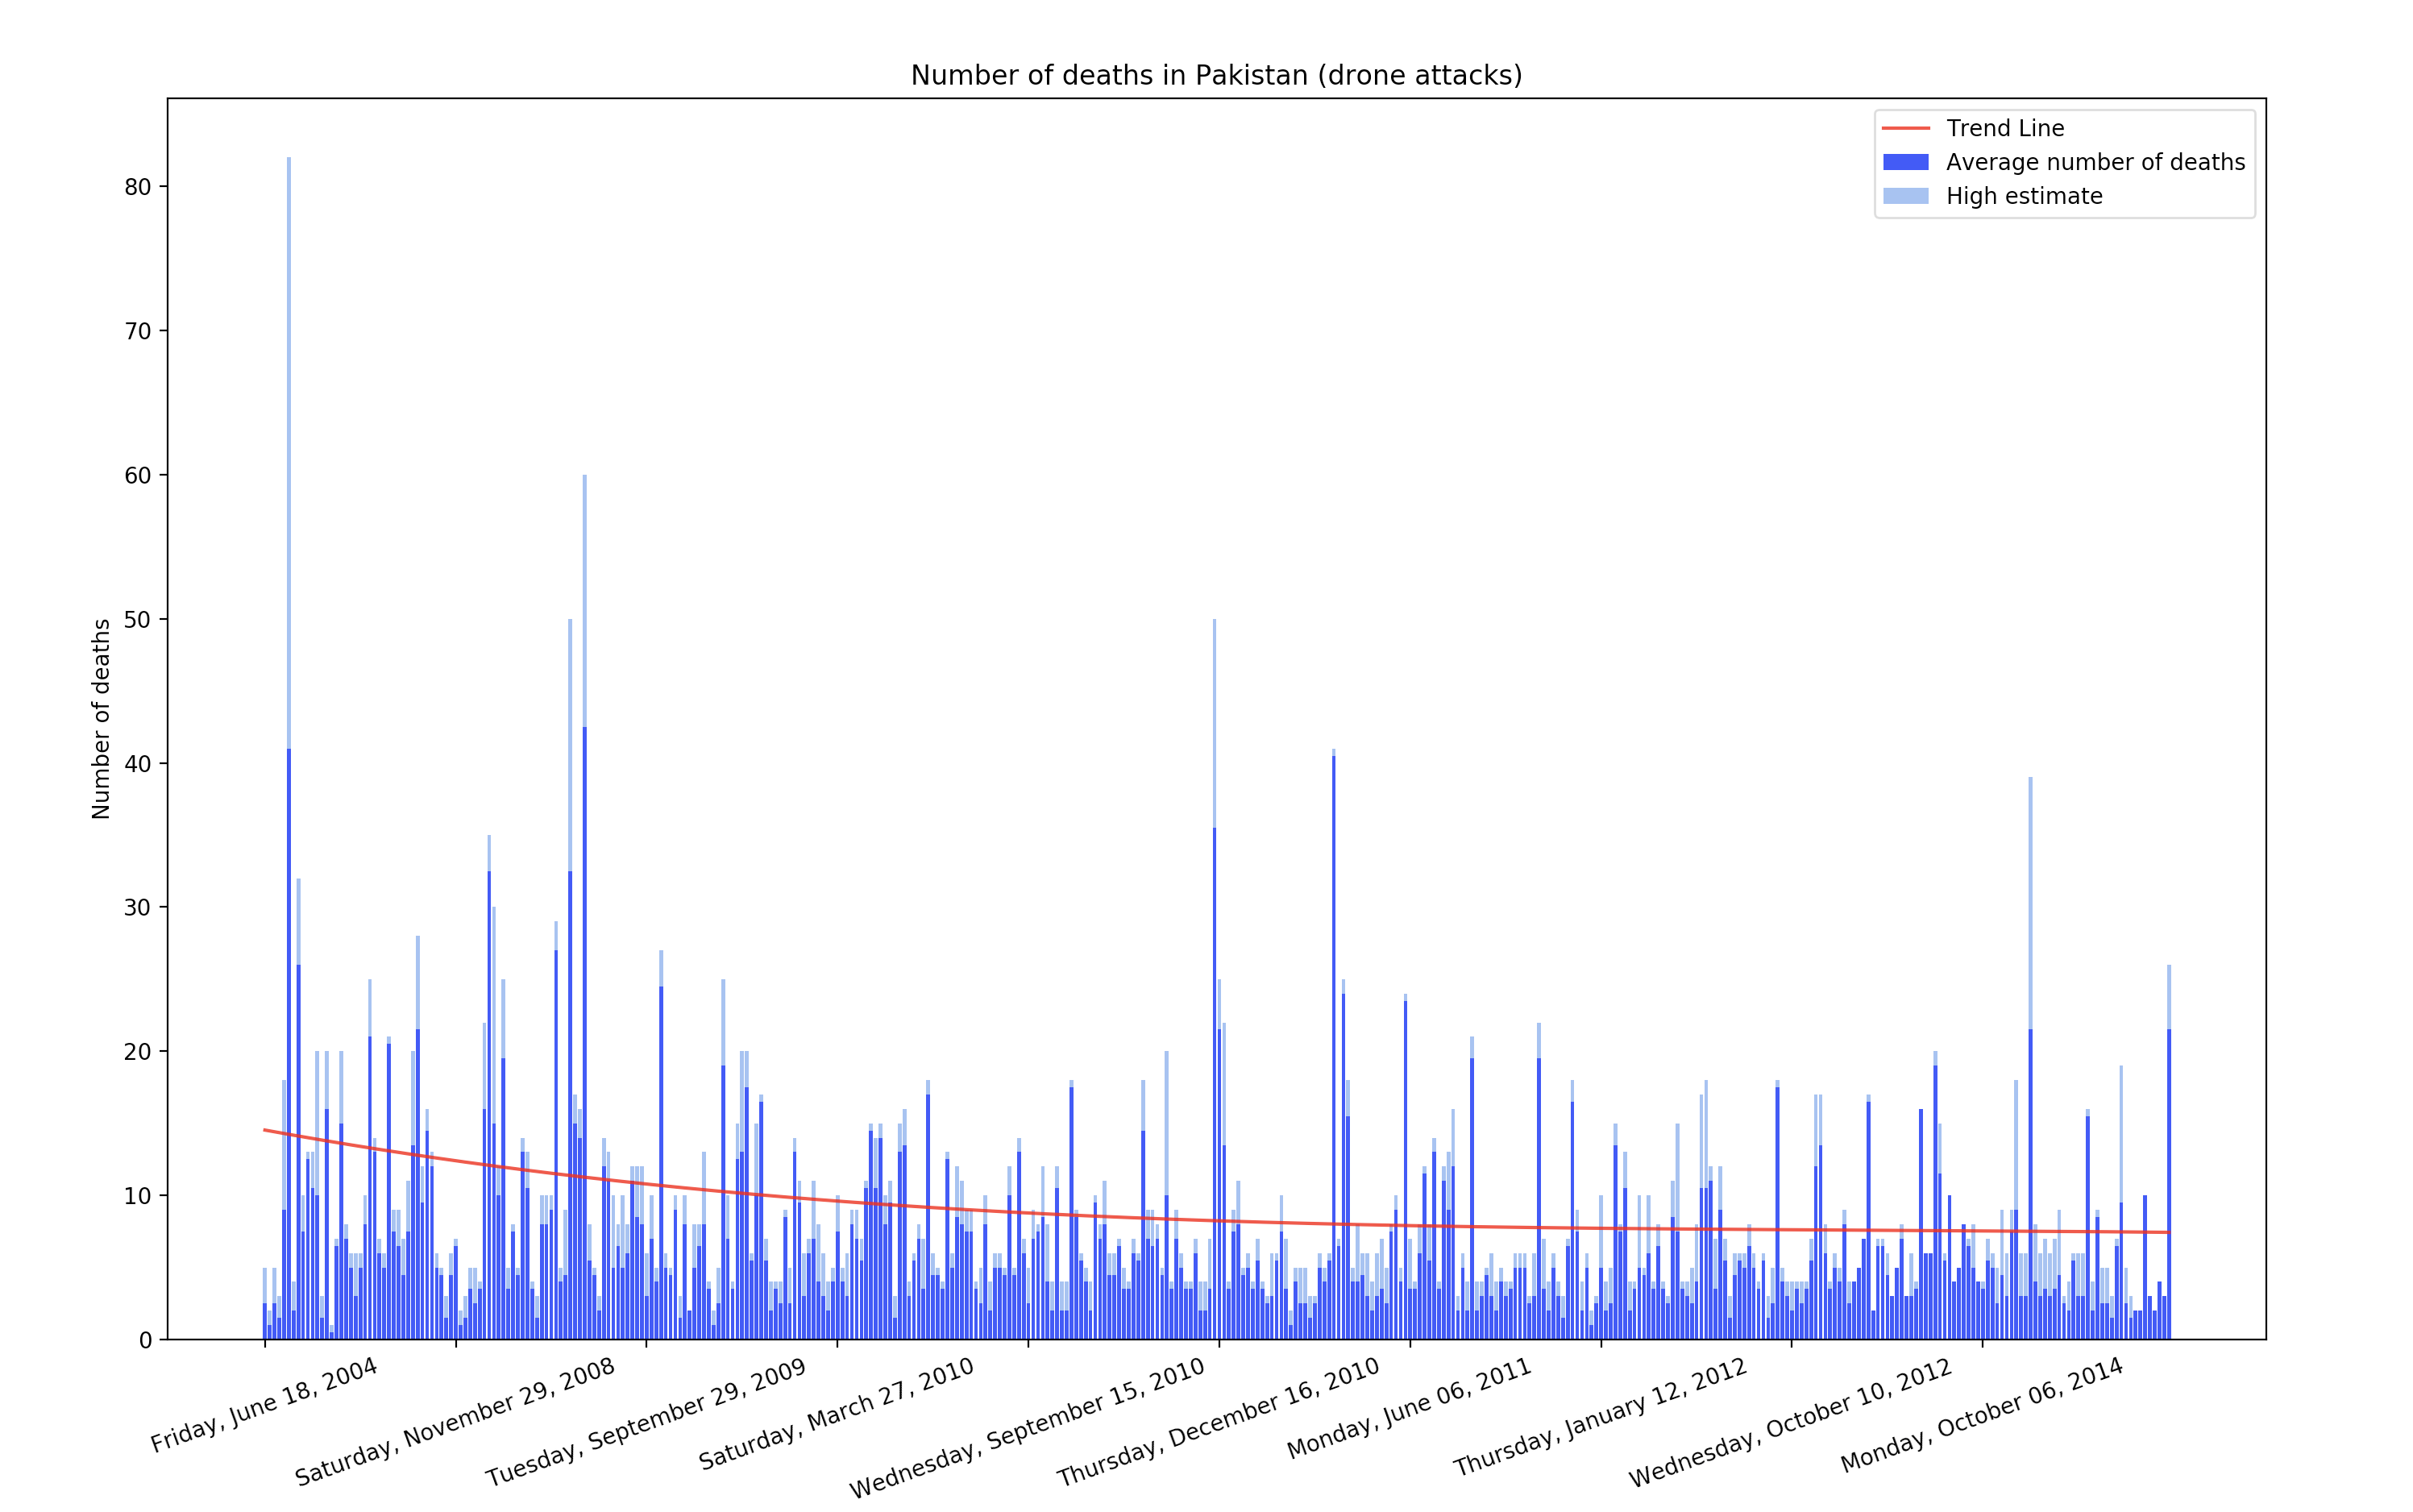 Number of deaths in Pakistan (drone attacks)
Trend Line
Average number of deaths
High estimate
Number of deaths
80
70
60
50
40
30
20
10
0
Friday, June 18, 2004
Saturday, November 29, 2008
Tuesday, September 29, 2009
Saturday, March 27, 2010
Wednesday, September 15, 2010
Thursday, December 16, 2010
Monday, June 06, 2011
Thursday, January 12, 2012
Wednesday, October 10, 2012
Monday, October 06, 2014